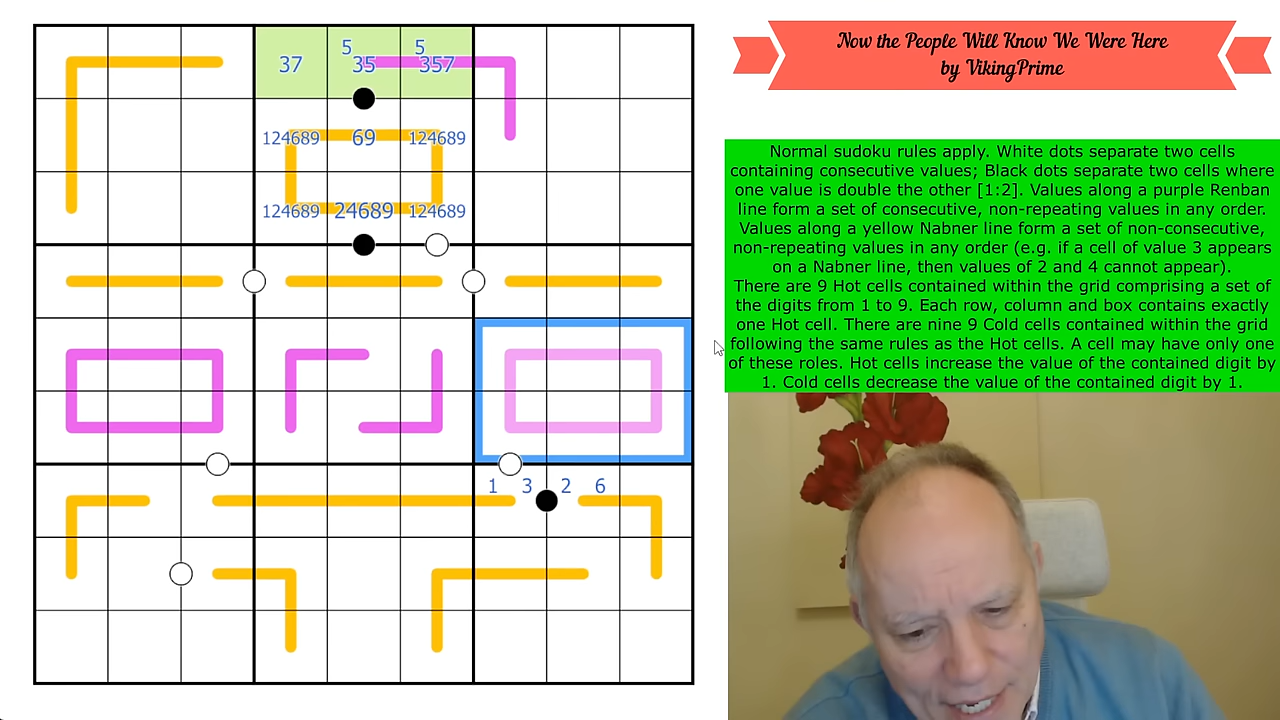 Now the People Will Know We Were Here
by VikingPrime
5 5
37 35 357
124689 69 124689
124689 24689 124689
1 3 2 6
Normal sudoku rules apply. White dots separate two cells
containing consecutive values; Black dots separate two cells where
one value is double the other [1:2]. Values along a purple Renban
line form a set of consecutive, non-repeating values in any order.
Values along a yellow Nabner line form a set of non-consecutive,
non-repeating values in any order (e.g. if a cell of value 3 appears
on a Nabner line, then values of 2 and 4 cannot appear).
There are 9 Hot cells contained within the grid comprising a set of
the digits from 1 to 9. Each row, column and box contains exactly
one Hot cell. There are nine 9 Cold cells contained within the grid
following the same rules as the Hot cells. A cell may have only one
of these roles. Hot cells increase the value of the contained digit by
1. Cold cells decrease the value of the contained digit by 1.